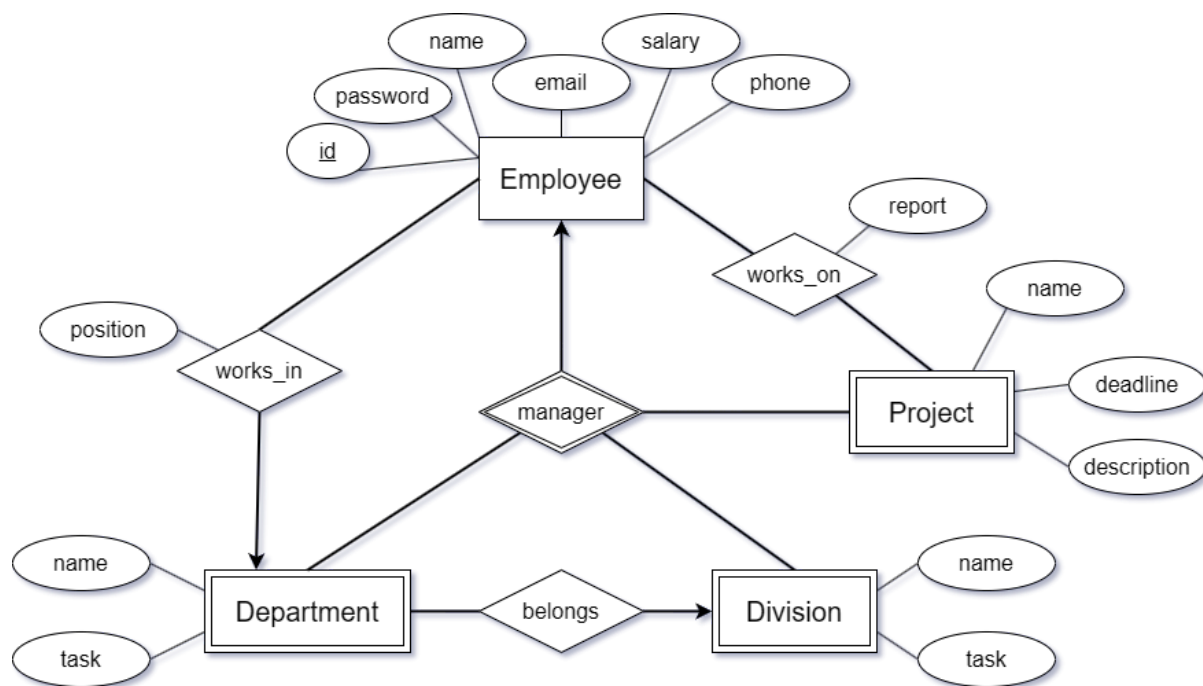 name
salary
email
phone
password
id
Employee
report
works_on
name
position
works_in
deadline
manager
Project
description
name
name
Department
belongs
Division
task
task